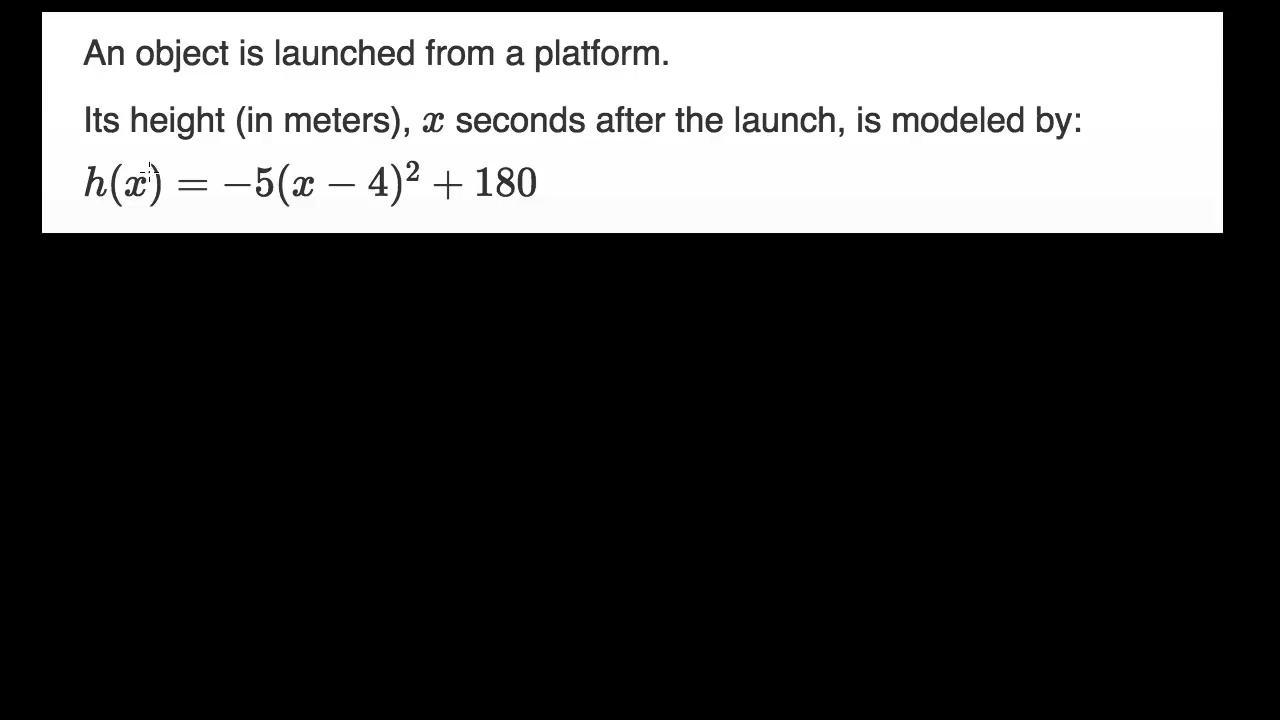 An object is launched from a platform.
Its height (in meters), x seconds after the launch, is modeled by:
h(x) = −5(x − 4)² + 180